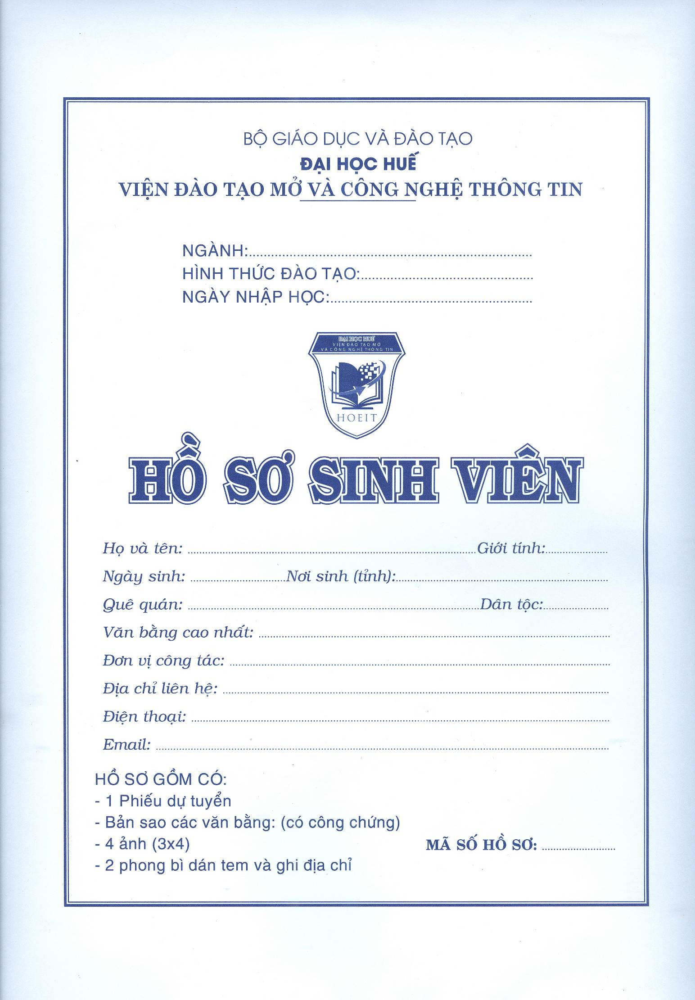 BỘ GIÁO DỤC VÀ ĐÀO TẠO
ĐẠI HỌC HUẾ
VIỆN ĐÀO TẠO MỞ VÀ CÔNG NGHỆ THÔNG TIN
NGÀNH:
HÌNH THỨC ĐÀO TẠO:
NGÀY NHẬP HỌC:
ĐẠI HỌC HUẾ
VIỆN ĐÀO TẠO MỞ
VÀ CÔNG NGHỆ THÔNG TIN
HOEIT
HỒ SƠ SINH VIÊN
Họ và tên: Giới tính:
Ngày sinh: Nơi sinh (tỉnh):
Quê quán: Dân tộc:
Văn bằng cao nhất:
Đơn vị công tác:
Địa chỉ liên hệ:
Điện thoại:
Email:
HỒ SƠ GỒM CÓ:
- 1 Phiếu dự tuyển
- Bản sao các văn bằng: (có công chứng)
- 4 ảnh (3x4)
- 2 phong bì dán tem và ghi địa chỉ
MÃ SỐ HỒ SƠ: